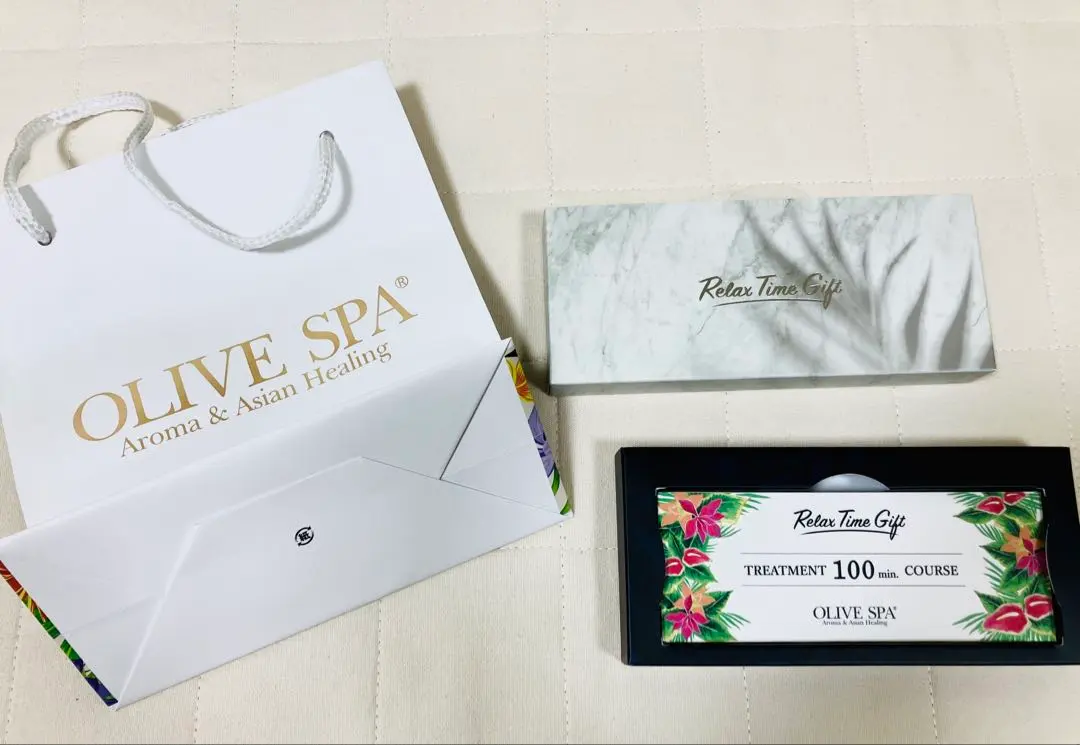 OLIVE SPA®
Aroma & Asian Healing
紙
Relax Time Gift
Relax Time Gift
TREATMENT 100 min. COURSE
OLIVE SPA®
Aroma & Asian Healing